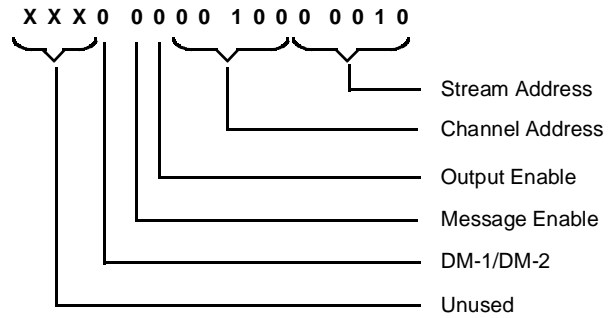 X X X 0 0 0 0 0 1 0 0 0 0 0 1 0
Stream Address
Channel Address
Output Enable
Message Enable
DM-1/DM-2
Unused